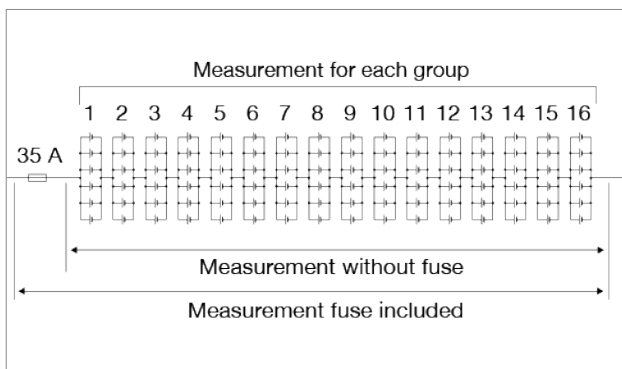 Measurement for each group
1 2 3 4 5 6 7 8 9 10 11 12 13 14 15 16
35 A
Measurement without fuse
Measurement fuse included